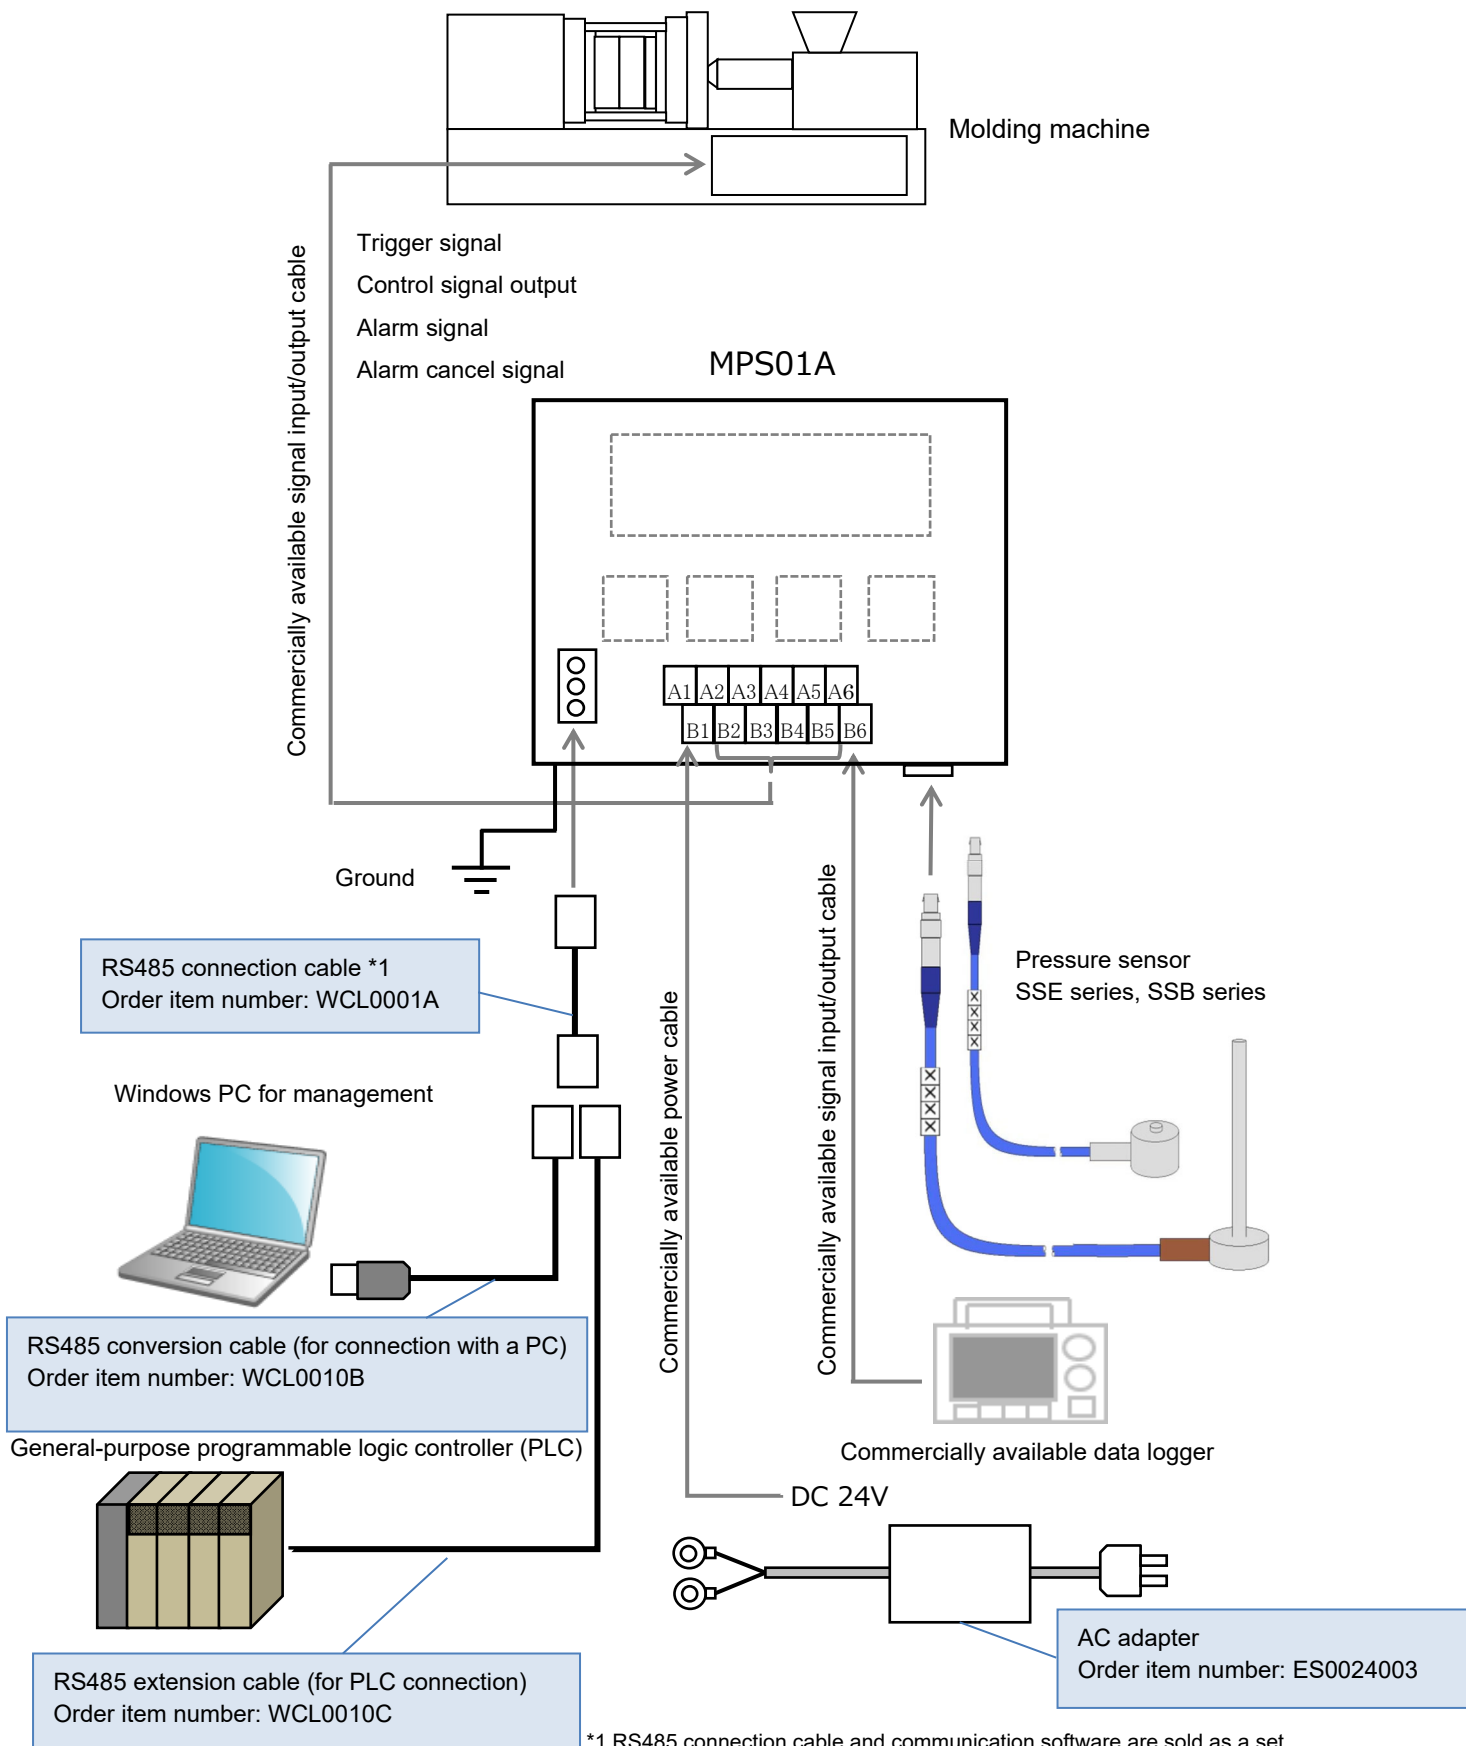 Molding machine
Commercially available signal input/output cable
Trigger signal
Control signal output
Alarm signal
Alarm cancel signal
MPS01A
A1 A2 A3 A4 A5 A6
B1 B2 B3 B4 B5 B6
Ground
RS485 connection cable *1
Order item number: WCL0001A
Commercially available power cable
Commercially available signal input/output cable
Pressure sensor
SSE series, SSB series
Windows PC for management
RS485 conversion cable (for connection with a PC)
Order item number: WCL0010B
General-purpose programmable logic controller (PLC)
Commercially available data logger
DC 24V
AC adapter
Order item number: ES0024003
RS485 extension cable (for PLC connection)
Order item number: WCL0010C
*1 RS485 connection cable and communication software are sold as a set